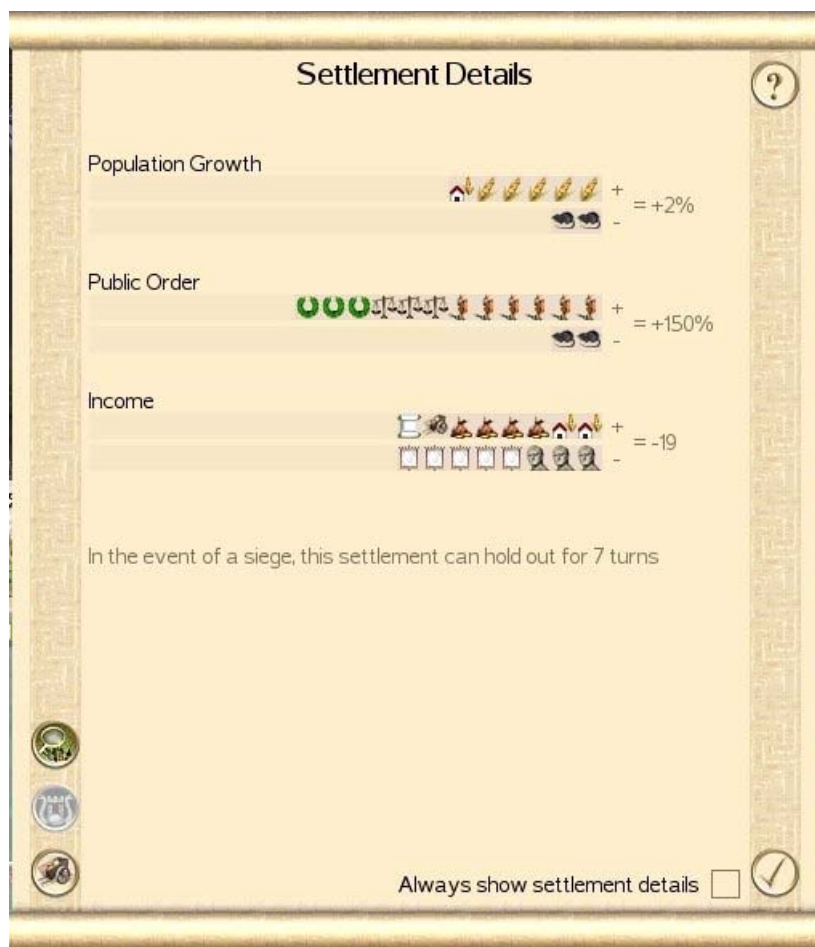 Settlement Details
?
Population Growth
+
= +2%
-
Public Order
+
= +150%
-
Income
+
= -19
-
In the event of a siege, this settlement can hold out for 7 turns
Always show settlement details